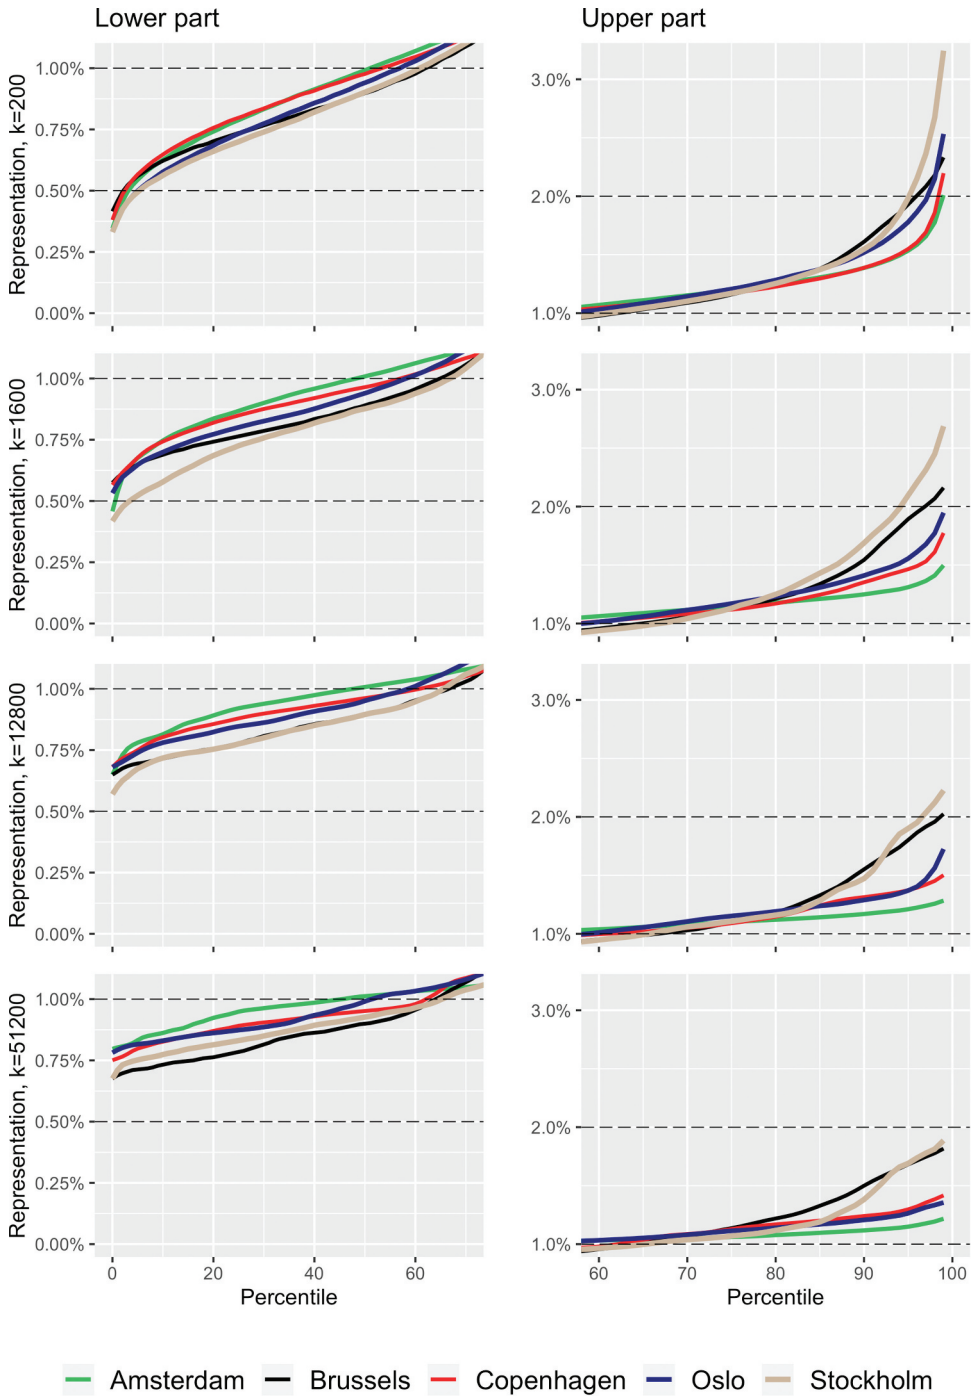 Lower part
Upper part
Representation, k=200
1.00%
0.75%
0.50%
0.25%
0.00%
3.0%
2.0%
1.0%
Representation, k=1600
1.00%
0.75%
0.50%
0.25%
0.00%
3.0%
2.0%
1.0%
Representation, k=12800
1.00%
0.75%
0.50%
0.25%
0.00%
3.0%
2.0%
1.0%
Representation, k=51200
1.00%
0.75%
0.50%
0.25%
0.00%
3.0%
2.0%
1.0%
0 20 40 60
60 70 80 90 100
Percentile
Percentile
Amsterdam Brussels Copenhagen Oslo Stockholm